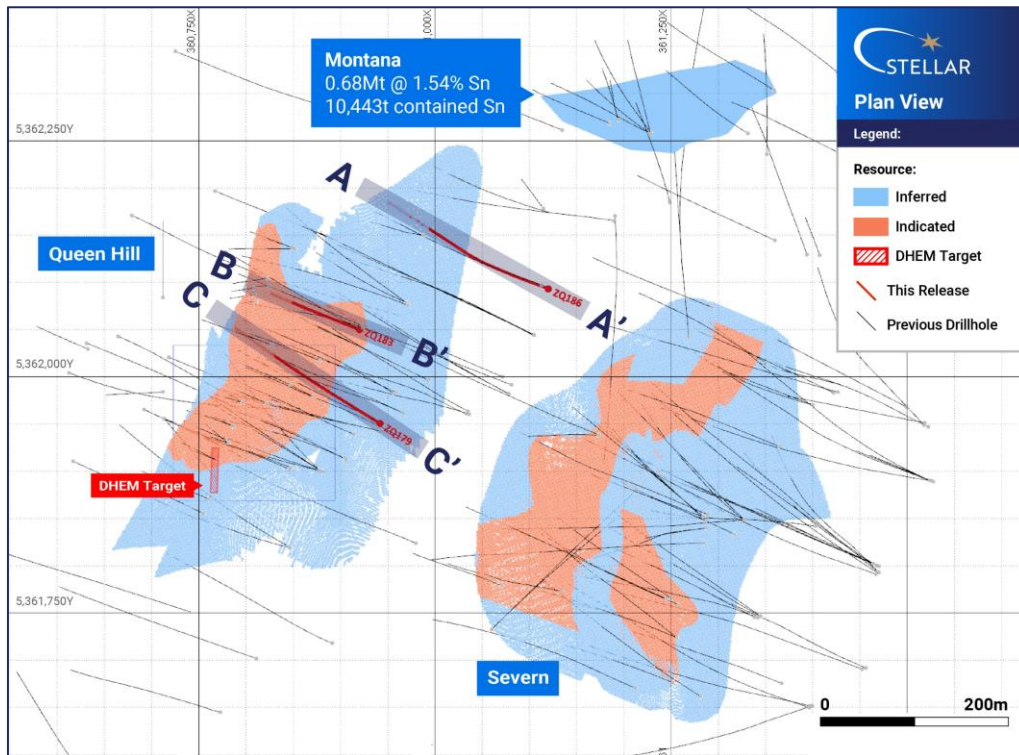 360,750X
1,000X
361,250X
Montana
0.68Mt @ 1.54% Sn
10,443t contained Sn
STELLAR
Plan View
Legend:
Resource:
Inferred
Indicated
DHEM Target
This Release
Previous Drillhole
5,362,250Y
A
Queen Hill
B
C
ZQ186
A'
ZQ183
B'
5,362,000Y
ZQ179
C'
DHEM Target
5,361,750Y
Severn
0
200m